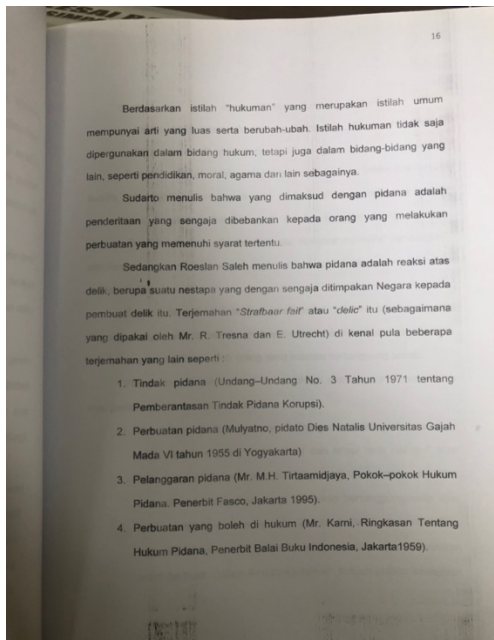 16
Berdasarkan istilah "hukuman" yang merupakan istilah umum
mempunyai arti yang luas serta berubah-ubah. Istilah hukuman tidak saja
dipergunakan dalam bidang hukum, tetapi juga dalam bidang-bidang yang
lain, seperti pendidikan, moral, agama dan lain sebagainya.
Sudarto menulis bahwa yang dimaksud dengan pidana adalah
penderitaan yang sengaja dibebankan kepada orang yang melakukan
perbuatan yang memenuhi syarat tertentu.
Sedangkan Roeslan Saleh menulis bahwa pidana adalah reaksi atas
delik, berupa suatu nestapa yang dengan sengaja ditimpakan Negara kepada
pembuat delik itu. Terjemahan "Strafbaar feif" atau "delic" itu (sebagaimana
yang dipakai oleh Mr. R. Tresna dan E. Utrecht) di kenal pula beberapa
terjemahan yang lain seperti :
1. Tindak pidana (Undang–Undang No. 3 Tahun 1971 tentang
Pemberantasan Tindak Pidana Korupsi).
2. Perbuatan pidana (Mulyatno, pidato Dies Natalis Universitas Gajah
Mada VI tahun 1955 di Yogyakarta)
3. Pelanggaran pidana (Mr. M.H. Tirtaamidjaya, Pokok–pokok Hukum
Pidana. Penerbit Fasco, Jakarta 1995).
4. Perbuatan yang boleh di hukum (Mr. Karni, Ringkasan Tentang
Hukum Pidana, Penerbit Balai Buku Indonesia, Jakarta1959).